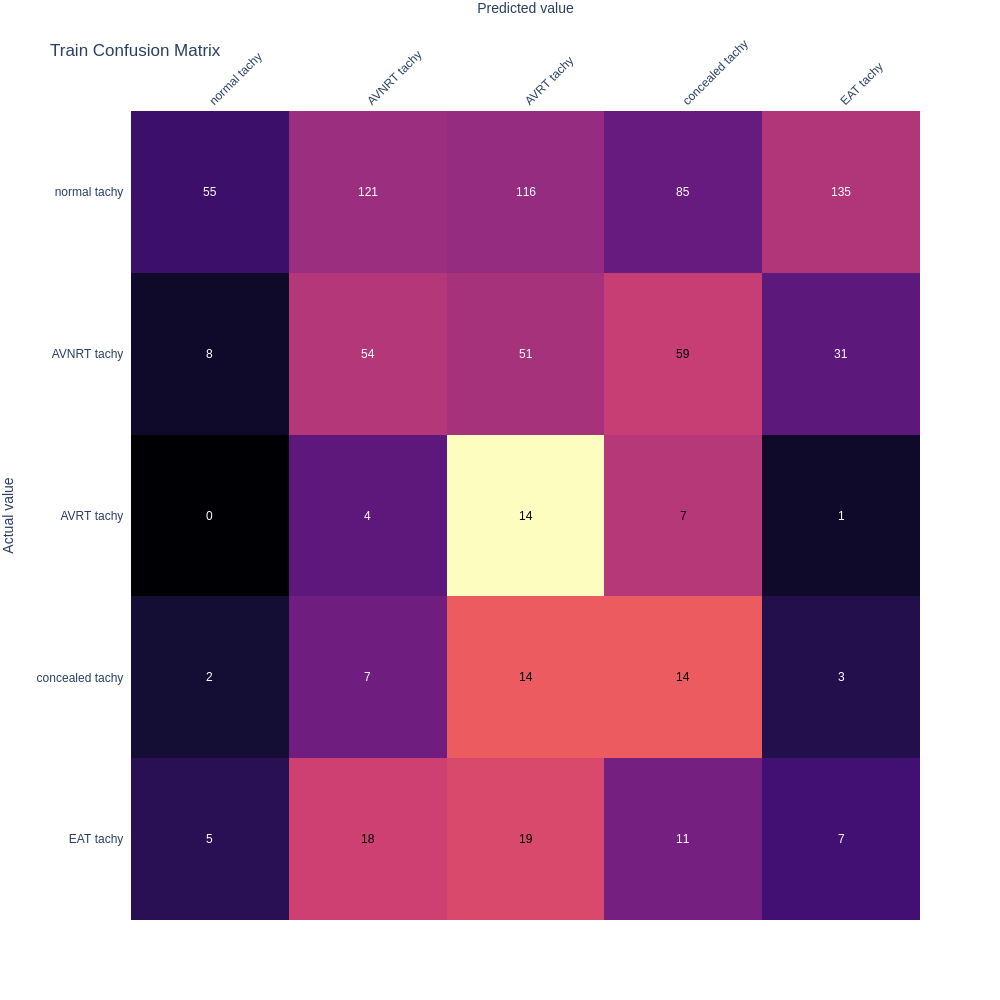 Predicted value
Train Confusion Matrix
normal tachy AVNRT tachy AVRT tachy concealed tachy EAT tachy
normal tachy 55 121 116 85 135
AVNRT tachy 8 54 51 59 31
Actual value
AVRT tachy 0 4 14 7 1
concealed tachy 2 7 14 14 3
EAT tachy 5 18 19 11 7